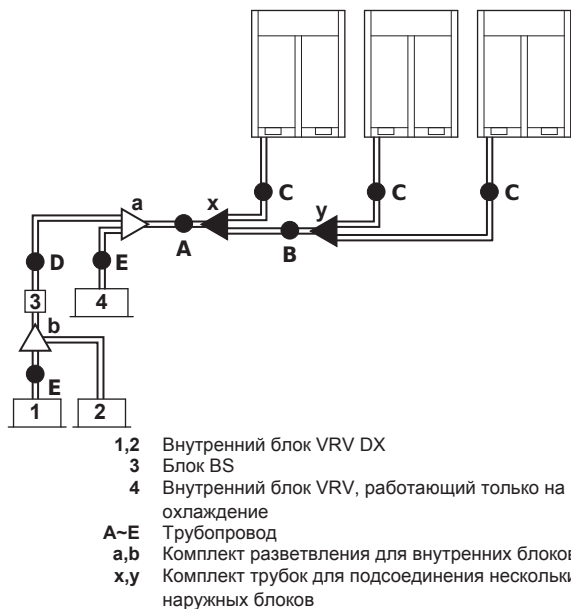 a
x
y
C
C
C
A
B
D
E
3
4
b
E
1
2
1,2 Внутренний блок VRV DX
3 Блок BS
4 Внутренний блок VRV, работающий только на
охлаждение
A~E Трубопровод
a,b Комплект разветвления для внутренних блоков
x,y Комплект трубок для подсоединения нескольки
наружных блоков